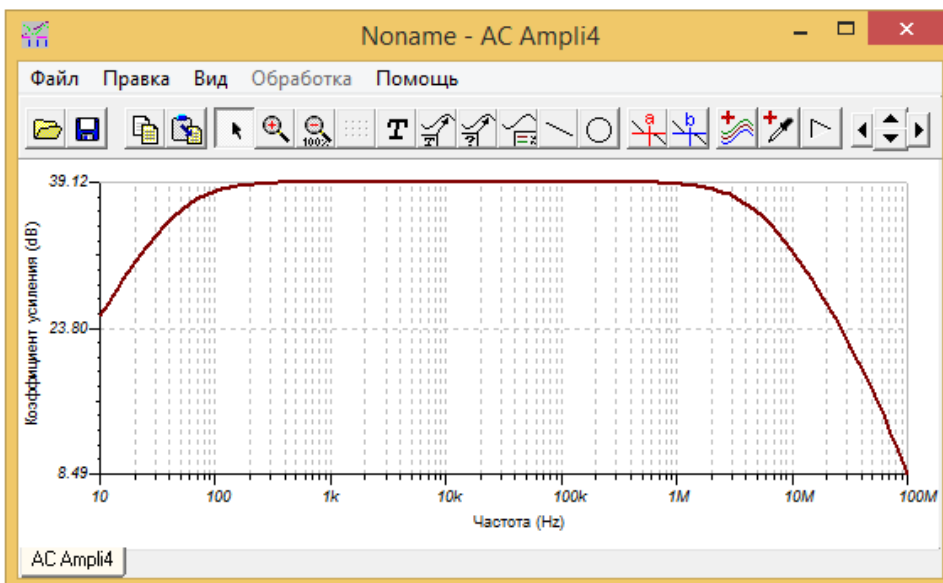 Noname - AC Ampli4
Файл Правка Вид Обработка Помощь
100% T T ? a b
39.12
23.80
8.49
Коэффициент усиления (dB)
10 100 1k 10k 100k 1M 10M 100M
Частота (Hz)
AC Ampli4